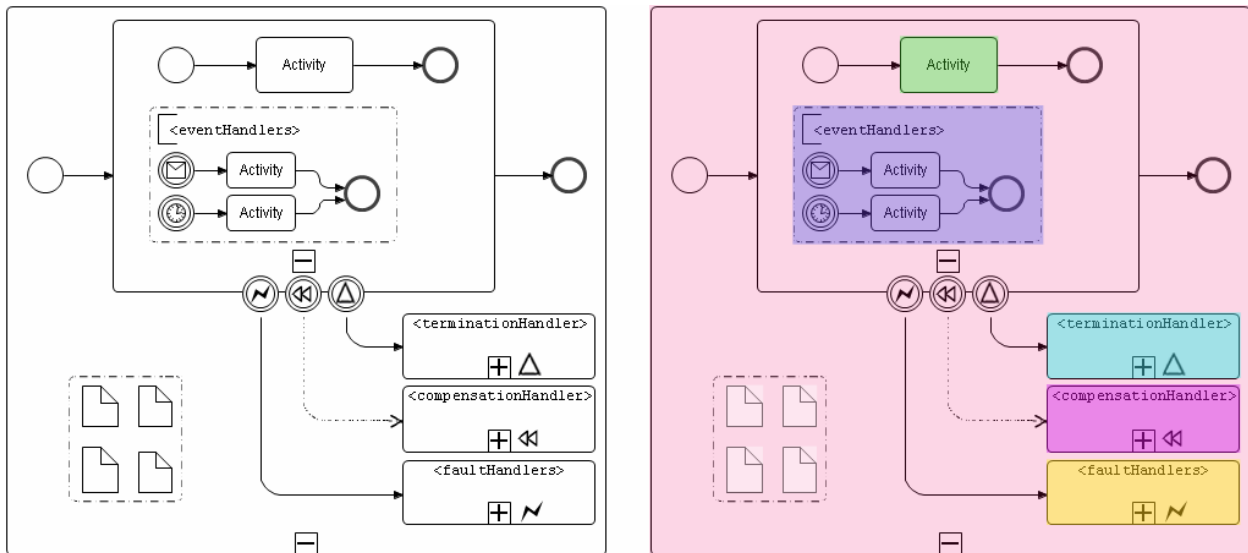 Activity
<eventHandlers>
Activity
Activity
<terminationHandler>
<compensationHandler>
<faultHandlers>
Activity
<eventHandlers>
Activity
Activity
<terminationHandler>
<compensationHandler>
<faultHandlers>